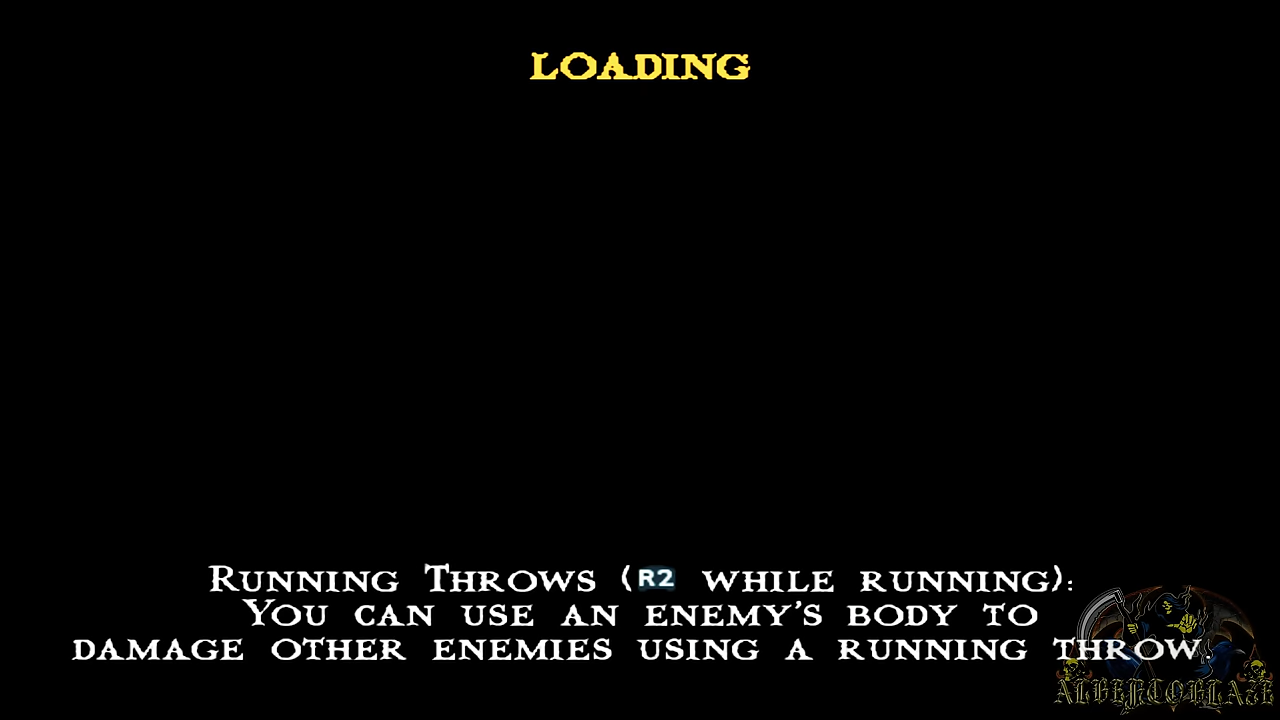 LOADING
RUNNING THROWS (R2 WHILE RUNNING):
YOU CAN USE AN ENEMY'S BODY TO
DAMAGE OTHER ENEMIES USING A RUNNING THROW
ALBERTOBLAZE